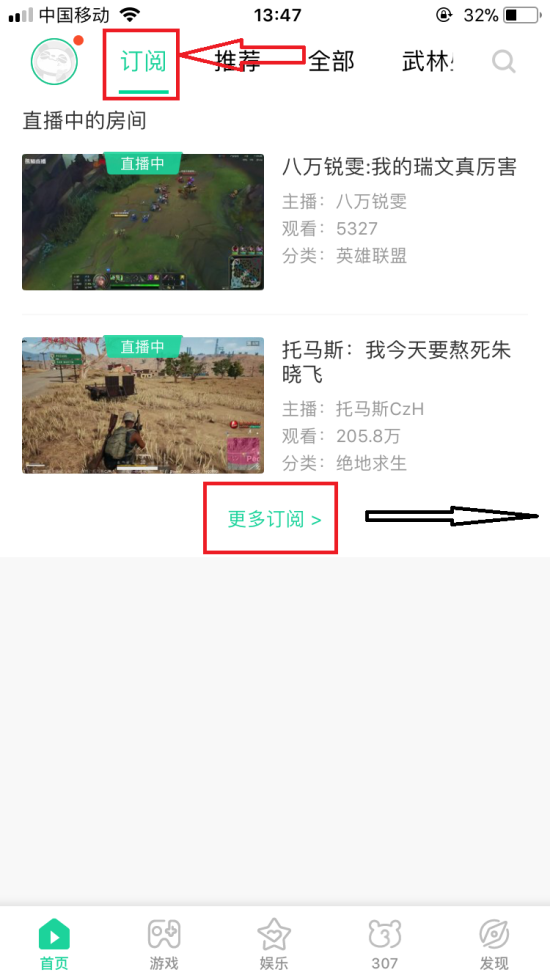 中国移动 13:47 32%
订阅 推荐 全部 武林
直播中的房间
直播中
八万锐雯:我的瑞文真厉害
主播：八万锐雯
观看：5327
分类：英雄联盟
直播中
托马斯：我今天要熬死朱
晓飞
主播：托马斯CzH
观看：205.8万
分类：绝地求生
更多订阅 >
首页 游戏 娱乐 307 发现